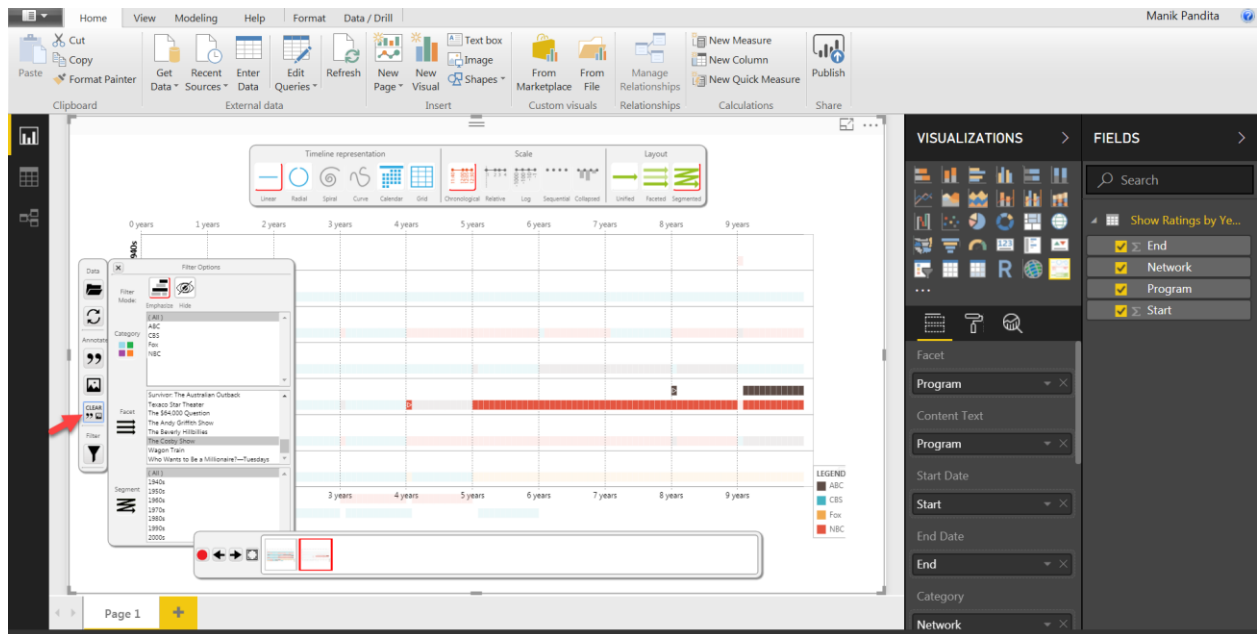 Home View Modeling Help Format Data / Drill Manik Pandita
Cut
Copy
Format Painter
Paste
Get Data
Recent Sources
Enter Data
Edit Queries
Refresh
New Page
New Visual
Text box
Image
Shapes
From Marketplace
From File
Manage Relationships
New Measure
New Column
New Quick Measure
Publish
Clipboard External data Insert Custom visuals Relationships Calculations Share
Timeline representation Scale Layout
Linear Radial Spiral Curve Calendar Grid Chronological Relative Log Sequential Collapsed Unified Faceted Segmented
0 years 1 years 2 years 3 years 4 years 5 years 6 years 7 years 8 years 9 years
940s
Data
Annotate
CLEAR
Filter
Filter Options
Filter Mode:
Emphasize Hide
Category
( All )
ABC
CBS
Fox
NBC
Facet
Survivor: The Australian Outback
Texaco Star Theater
The $64,000 Question
The Andy Griffith Show
The Beverly Hillbillies
The Cosby Show
Wagon Train
Who Wants to Be a Millionaire?—Tuesdays
Segment
( All )
1940s
1950s
1960s
1970s
1980s
1990s
2000s
3 years 4 years 5 years 6 years 7 years 8 years 9 years
LEGEND
ABC
CBS
Fox
NBC
Page 1
VISUALIZATIONS
Facet
Program
Content Text
Program
Start Date
Start
End Date
End
Category
Network
FIELDS
Search
Show Ratings by Ye...
End
Network
Program
Start